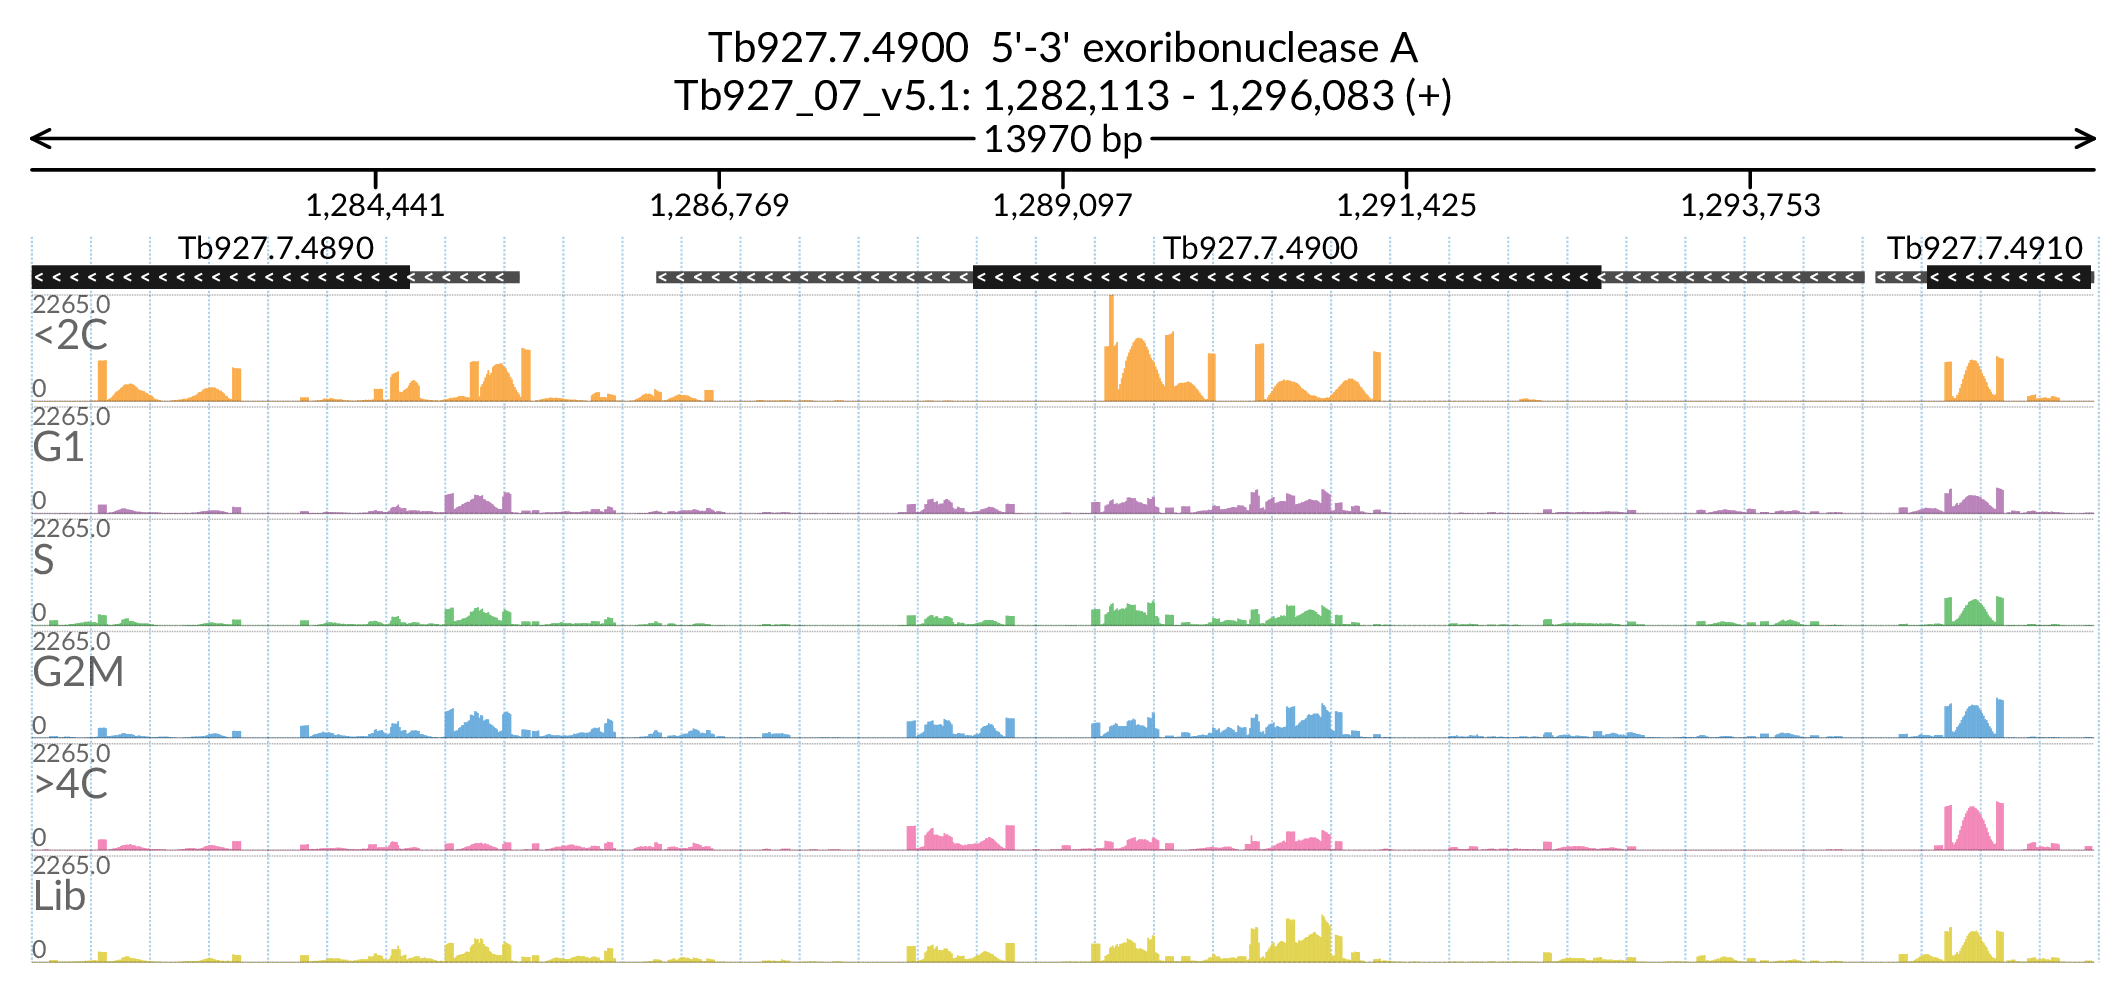 Tb927.7.4900  5'-3' exoribonuclease A
Tb927_07_v5.1: 1,282,113 - 1,296,083 (+)
13970 bp
1,284,441 1,286,769 1,289,097 1,291,425 1,293,753
Tb927.7.4890 Tb927.7.4900 Tb927.7.4910
2265.0
<2C
0
2265.0
G1
0
2265.0
S
0
2265.0
G2M
0
2265.0
>4C
0
2265.0
Lib
0